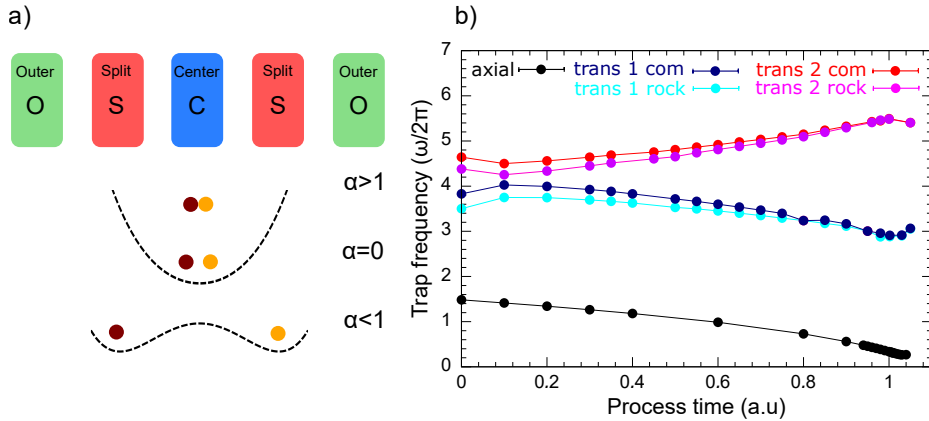 a)
Outer
O
Split
S
Center
C
Split
S
Outer
O
α>1
α=0
α<1
b)
Trap frequency (ω/2π)
7
6
5
4
3
2
1
0
axial
trans 1 com
trans 2 com
trans 1 rock
trans 2 rock
0
0.2
0.4
0.6
0.8
1
Process time (a.u)